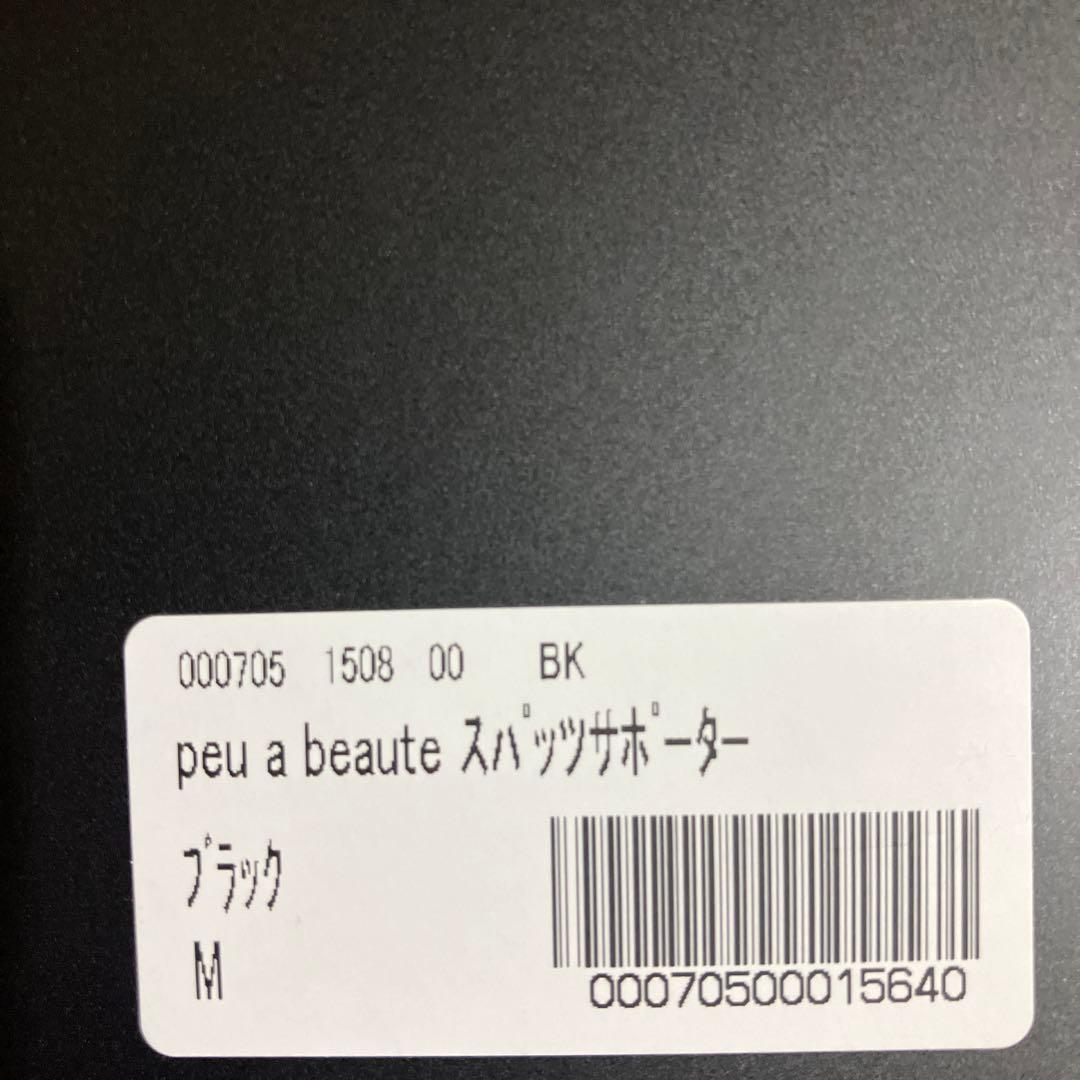 000705 1508 00 BK
peu a beaute ｽﾊﾟｯﾂｻﾎﾟｰﾀｰ
ﾌﾞﾗｯｸ
M
00070500015640